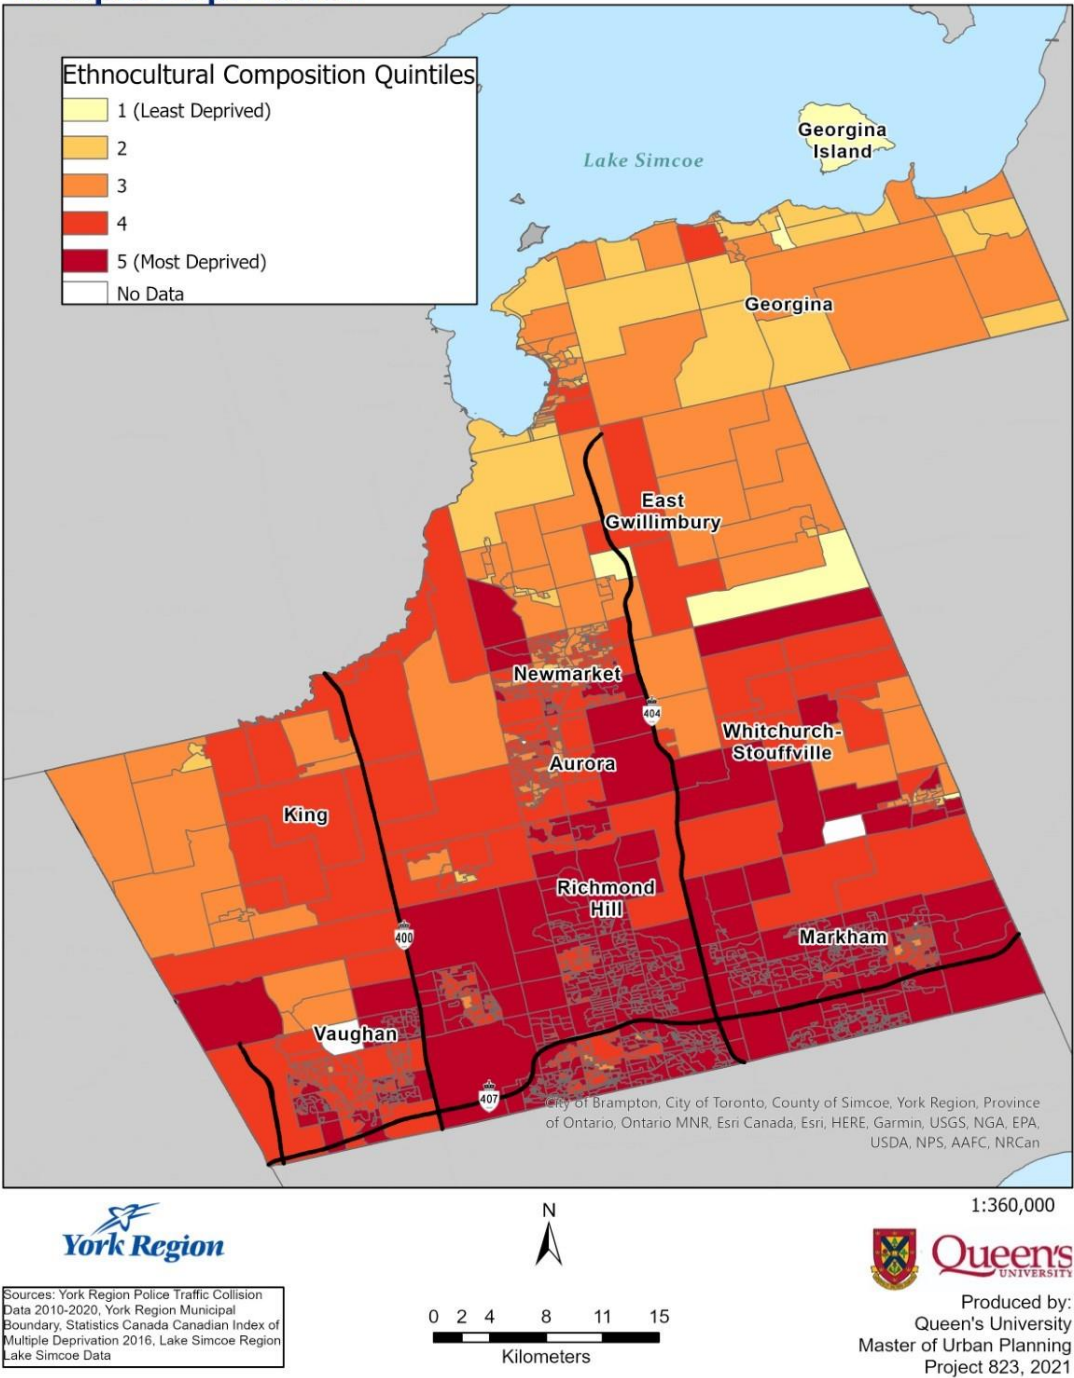 Ethnocultural Composition Quintiles
1 (Least Deprived)
2
3
4
5 (Most Deprived)
No Data
Georgina
Island
Lake Simcoe
Georgina
East
Gwillimbury
Newmarket
404
Whitchurch-
Stouffville
Aurora
King
Richmond
Hill
400
Markham
Vaughan
407
City of Brampton, City of Toronto, County of Simcoe, York Region, Province
of Ontario, Ontario MNR, Esri Canada, Esri, HERE, Garmin, USGS, NGA, EPA,
USDA, NPS, AAFC, NRCan
York Region
N
1:360,000
Queen's
UNIVERSITY
Sources: York Region Police Traffic Collision
Data 2010-2020, York Region Municipal
Boundary, Statistics Canada Canadian Index of
Multiple Deprivation 2016, Lake Simcoe Region
Lake Simcoe Data
0 2 4 8 11 15
Kilometers
Produced by:
Queen's University
Master of Urban Planning
Project 823, 2021